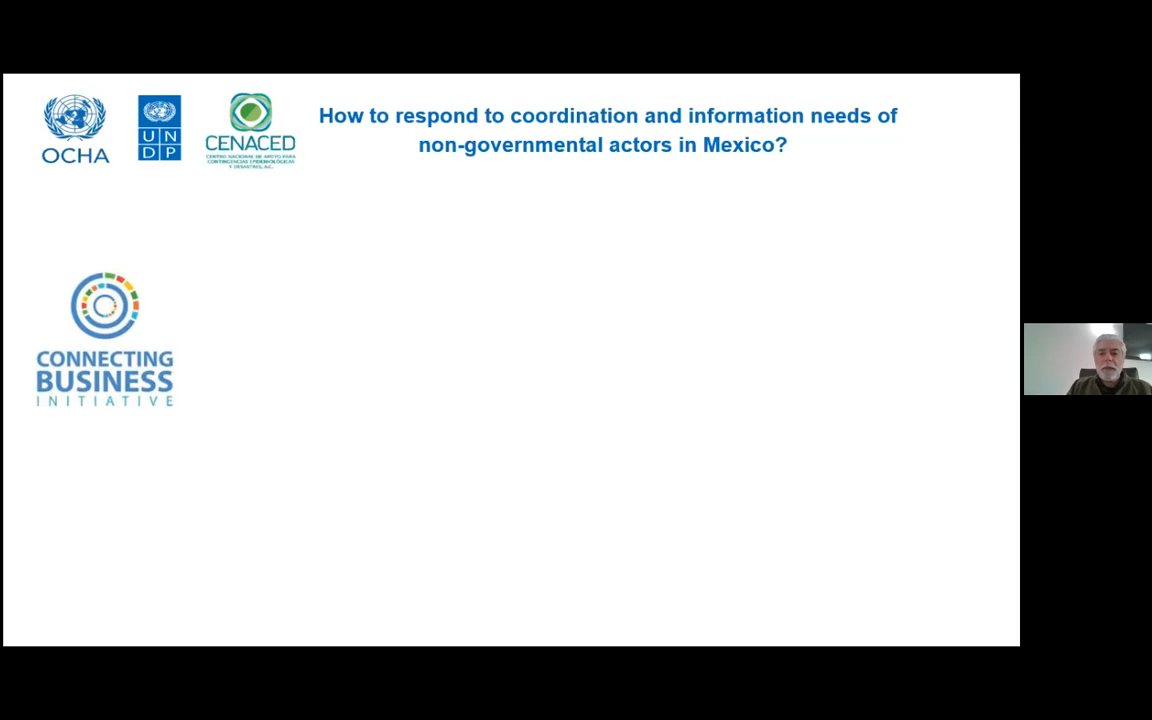 OCHA
U N
D P
CENACED
CENTRO NACIONAL DE APOYO PARA
CONTINGENCIAS EPIDEMIOLÓGICAS
Y DESASTRES, A.C.
How to respond to coordination and information needs of
non-governmental actors in Mexico?
CONNECTING
BUSINESS
INITIATIVE